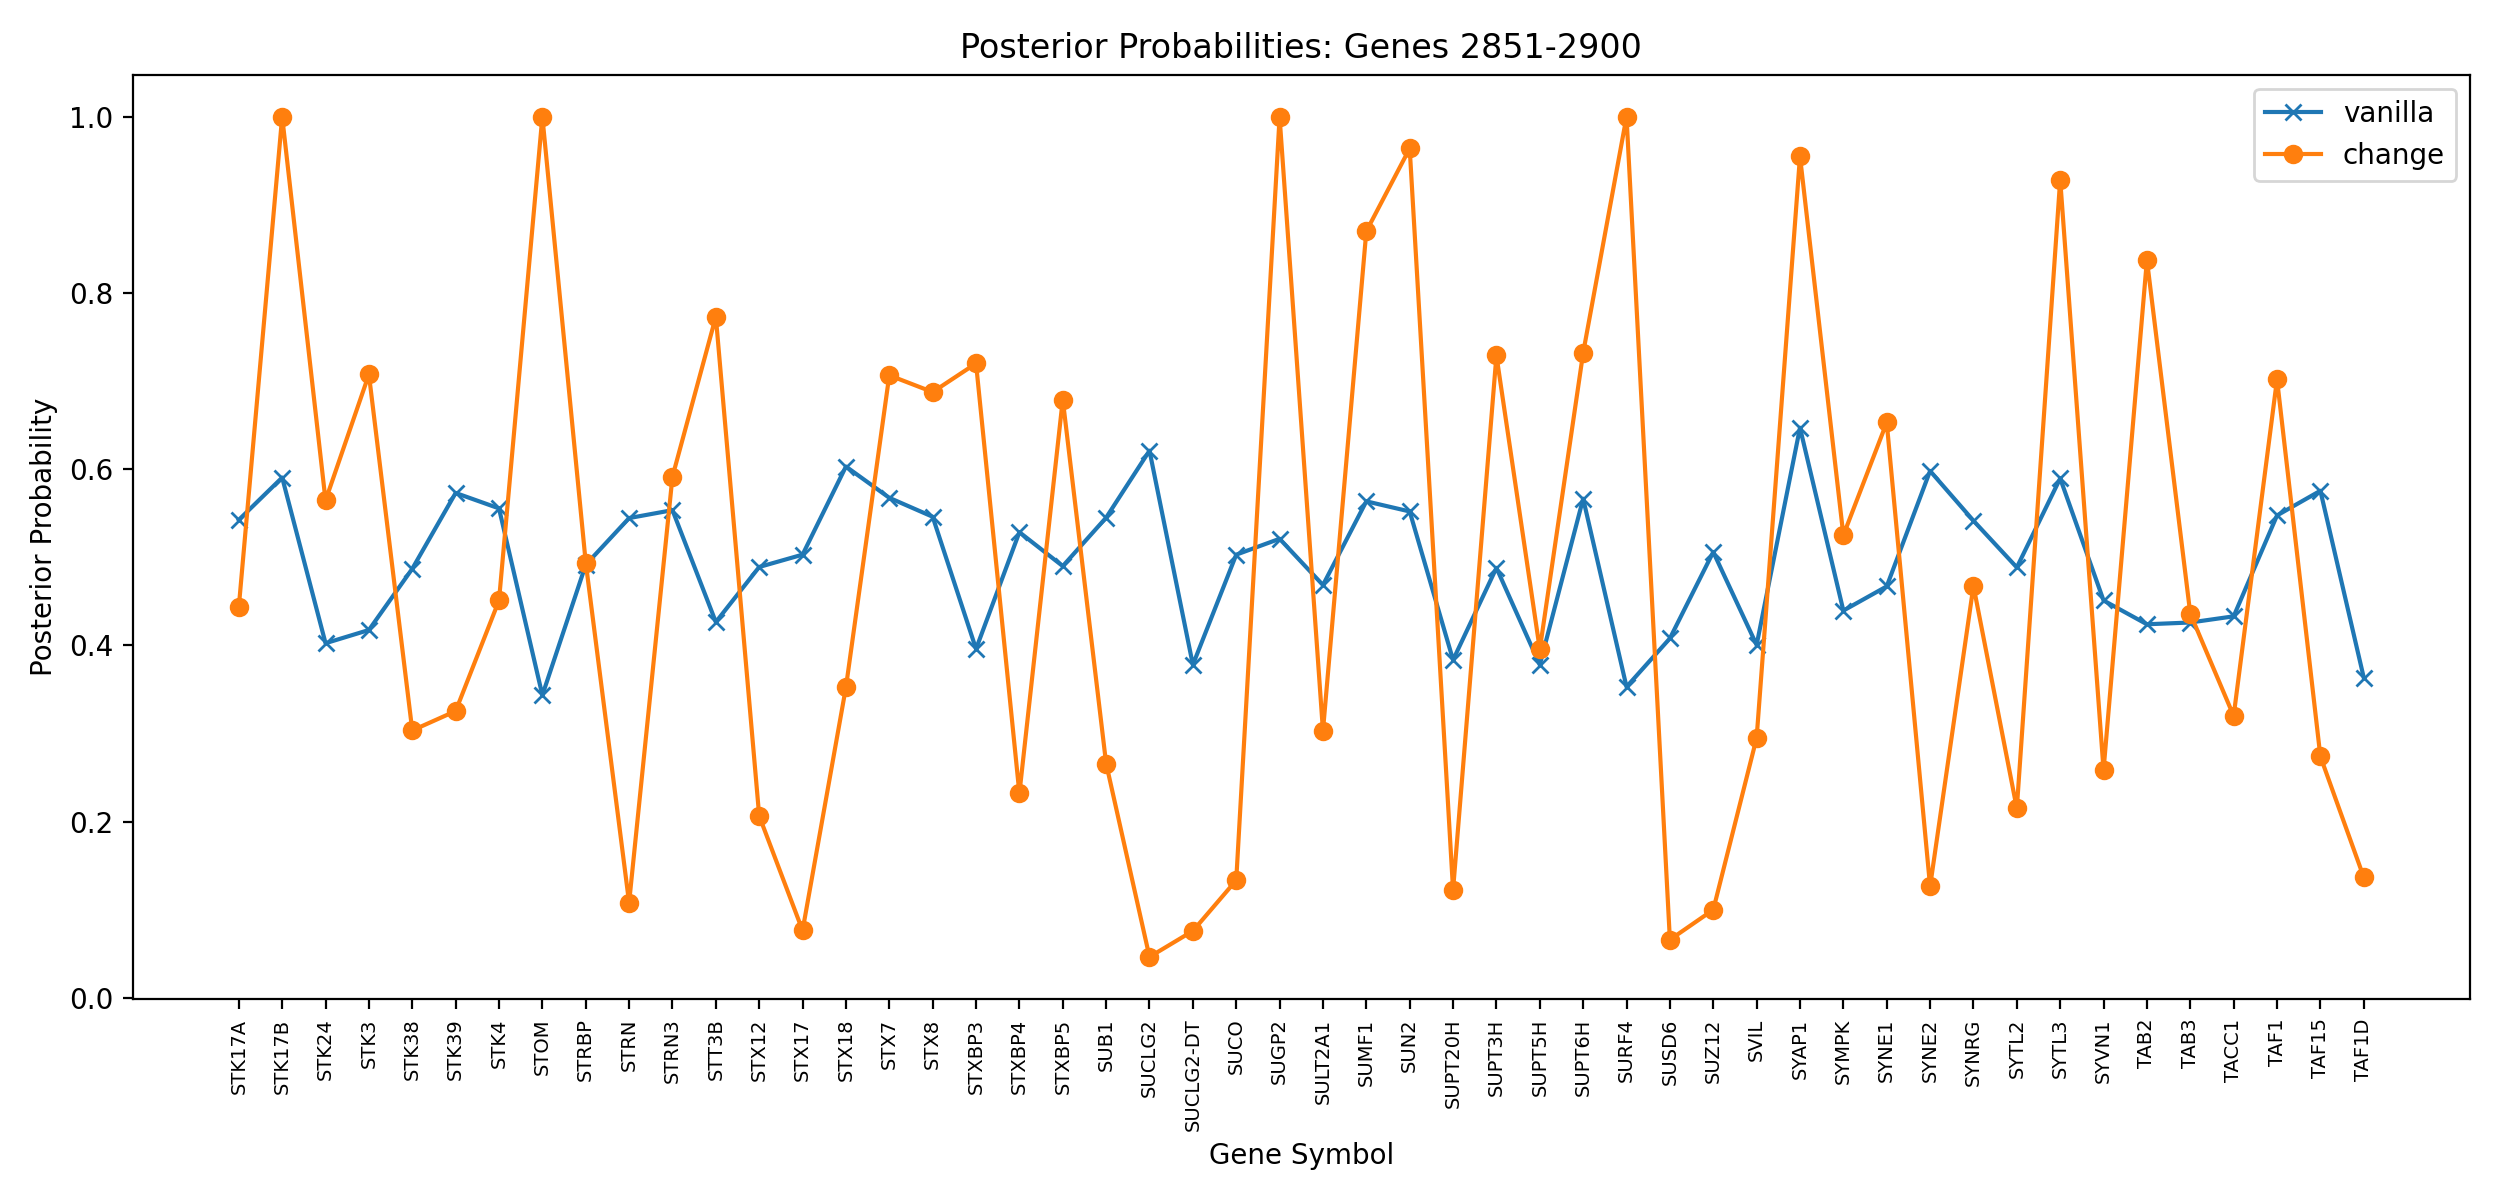 Posterior Probabilities: Genes 2851-2900
vanilla
change
Posterior Probability
1.0
0.8
0.6
0.4
0.2
0.0
STK17A
STK17B
STK24
STK3
STK38
STK39
STK4
STOM
STRBP
STRN
STRN3
STT3B
STX12
STX17
STX18
STX7
STX8
STXBP3
STXBP4
STXBP5
SUB1
SUCLG2
SUCLG2-DT
SUCO
SUGP2
SULT2A1
SUMF1
SUN2
SUPT20H
SUPT3H
SUPT5H
SUPT6H
SURF4
SUSD6
SUZ12
SVIL
SYAP1
SYMPK
SYNE1
SYNE2
SYNRG
SYTL2
SYTL3
SYVN1
TAB2
TAB3
TACC1
TAF1
TAF15
TAF1D
Gene Symbol